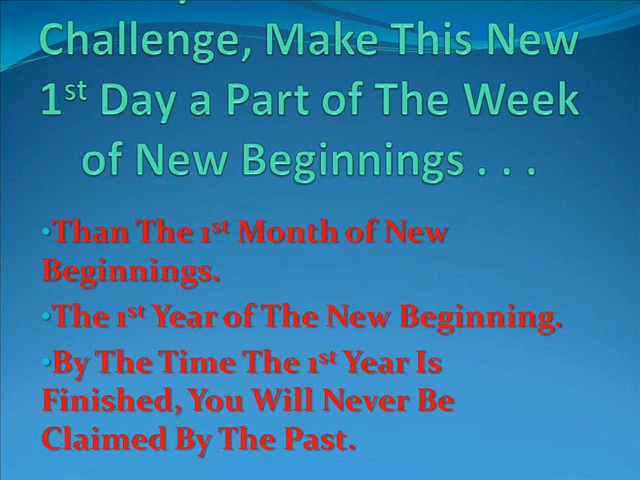 Challenge, Make This New
1st Day a Part of The Week
of New Beginnings . . .
•Than The 1st Month of New
Beginnings.
•The 1st Year of The New Beginning.
•By The Time The 1st Year Is
Finished, You Will Never Be
Claimed By The Past.